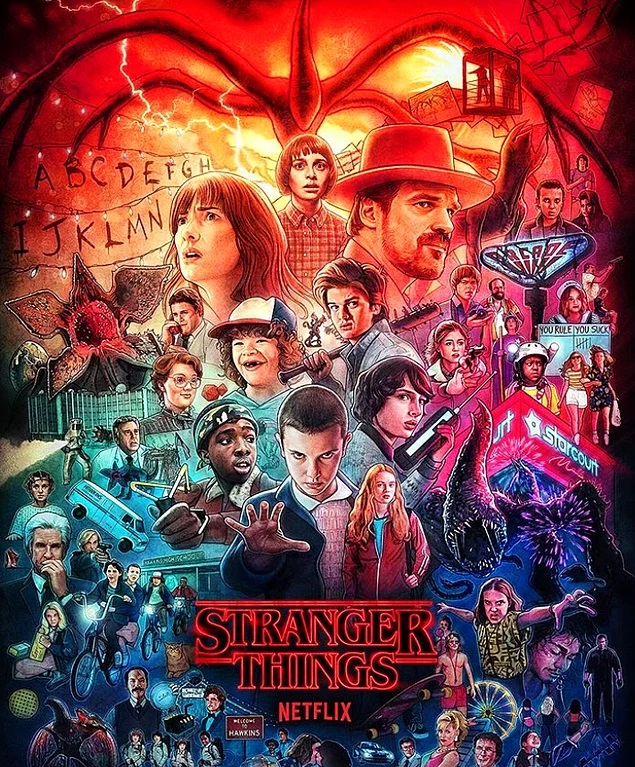 ABCDEFGH
IJKLMN
YOU RULE YOU SUCK
starcourt
STRANGER
THINGS
NETFLIX
WELCOME
TO
HAWKINS